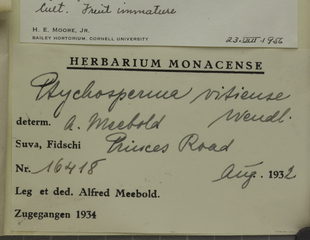 cult. Fruit immature
H. E. MOORE, JR.
BAILEY HORTORIUM, CORNELL UNIVERSITY
23-VIII-1956
HERBARIUM MONACENSE
Ptychosperma vitiense
Wendl.
determ. A. Meebold
Suva, Fidschi Princes Road
Nr. 16418 Aug. 1932
Leg et ded. Alfred Meebold.
Zugegangen 1934